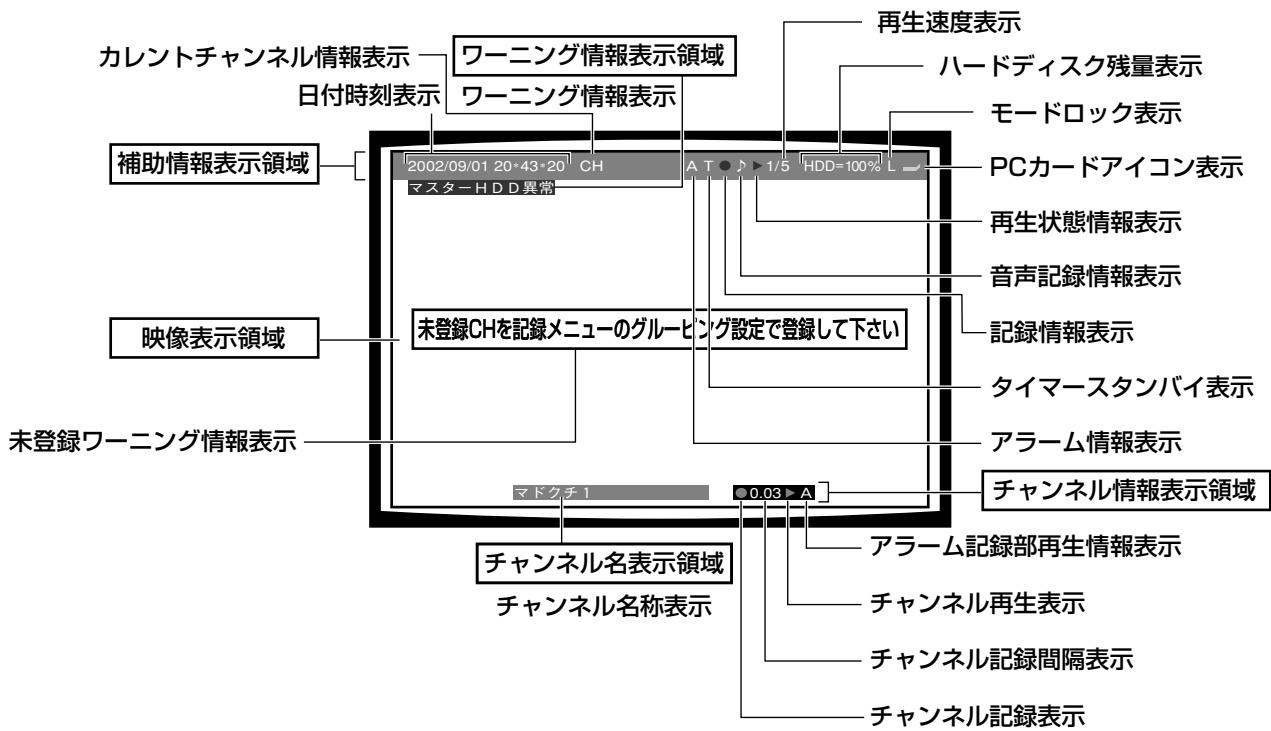 再生速度表示
カレントチャンネル情報表示
ワーニング情報表示領域
ハードディスク残量表示
日付時刻表示
ワーニング情報表示
モードロック表示
補助情報表示領域
2002/09/01 20*43*20 CH A T ● ♪ ▶ 1/5 HDD=100% L
PCカードアイコン表示
マスターHDD異常
再生状態情報表示
音声記録情報表示
映像表示領域
未登録CHを記録メニューのグルーピング設定で登録して下さい
記録情報表示
タイマースタンバイ表示
未登録ワーニング情報表示
アラーム情報表示
マドクチ1
●0.03 ▶ A
チャンネル情報表示領域
チャンネル名表示領域
アラーム記録部再生情報表示
チャンネル名称表示
チャンネル再生表示
チャンネル記録間隔表示
チャンネル記録表示